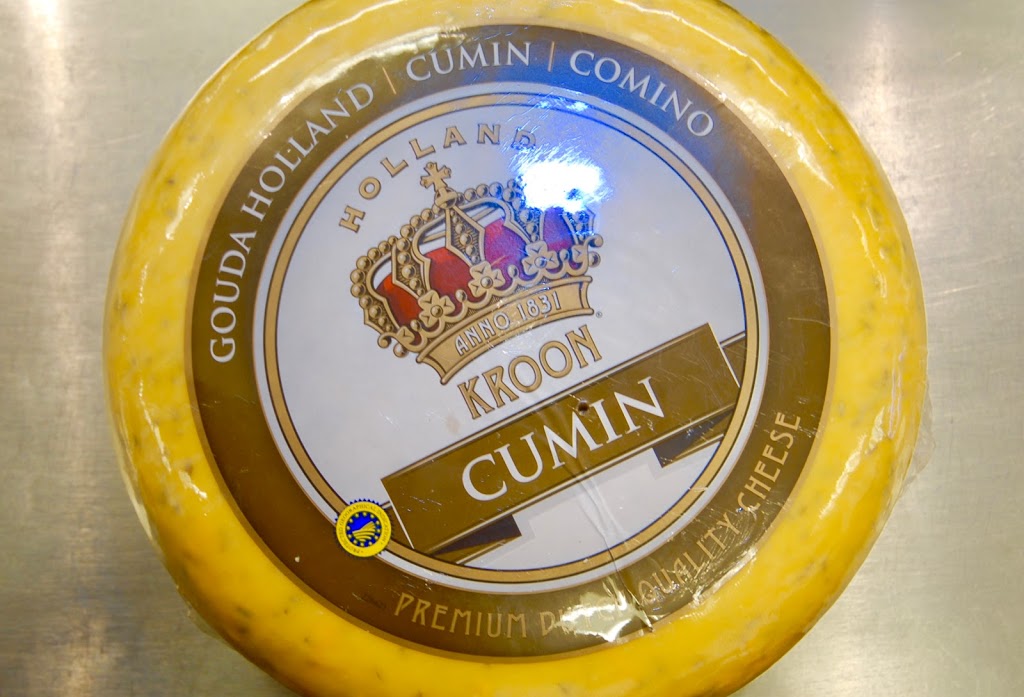 GOUDA HOLLAND | CUMIN | COMINO
HOLLAND
ANNO 1831
KROON
CUMIN
PREMIUM QUALITY CHEESE